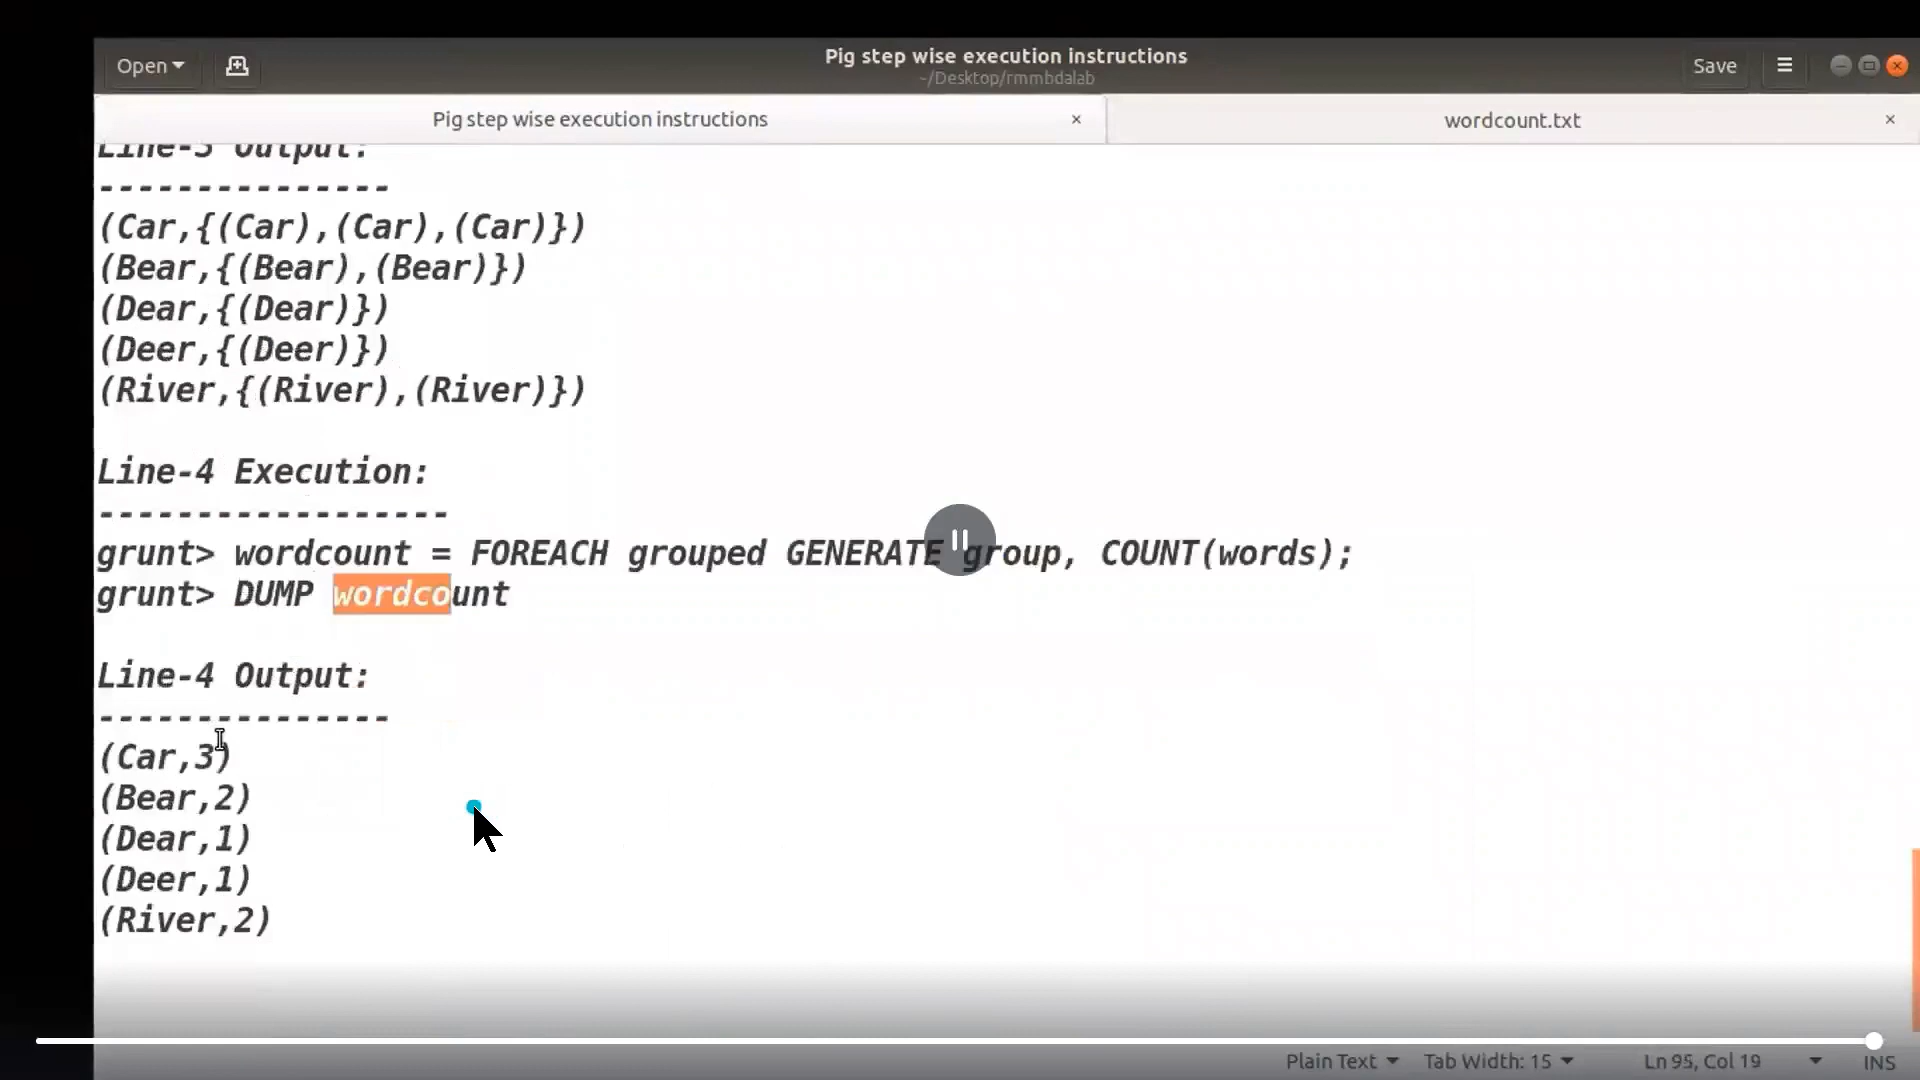 Open
Pig step wise execution instructions
~/Desktop/rmmbdalab
Save
Pig step wise execution instructions
wordcount.txt
Line-3 Output:
---------------
(Car,{(Car),(Car),(Car)})
(Bear,{(Bear),(Bear)})
(Dear,{(Dear)})
(Deer,{(Deer)})
(River,{(River),(River)})
Line-4 Execution:
------------------
grunt> wordcount = FOREACH grouped GENERATE group, COUNT(words);
grunt> DUMP wordcount
Line-4 Output:
---------------
(Car,3)
(Bear,2)
(Dear,1)
(Deer,1)
(River,2)
Plain Text Tab Width: 15 Ln 95, Col 19 INS